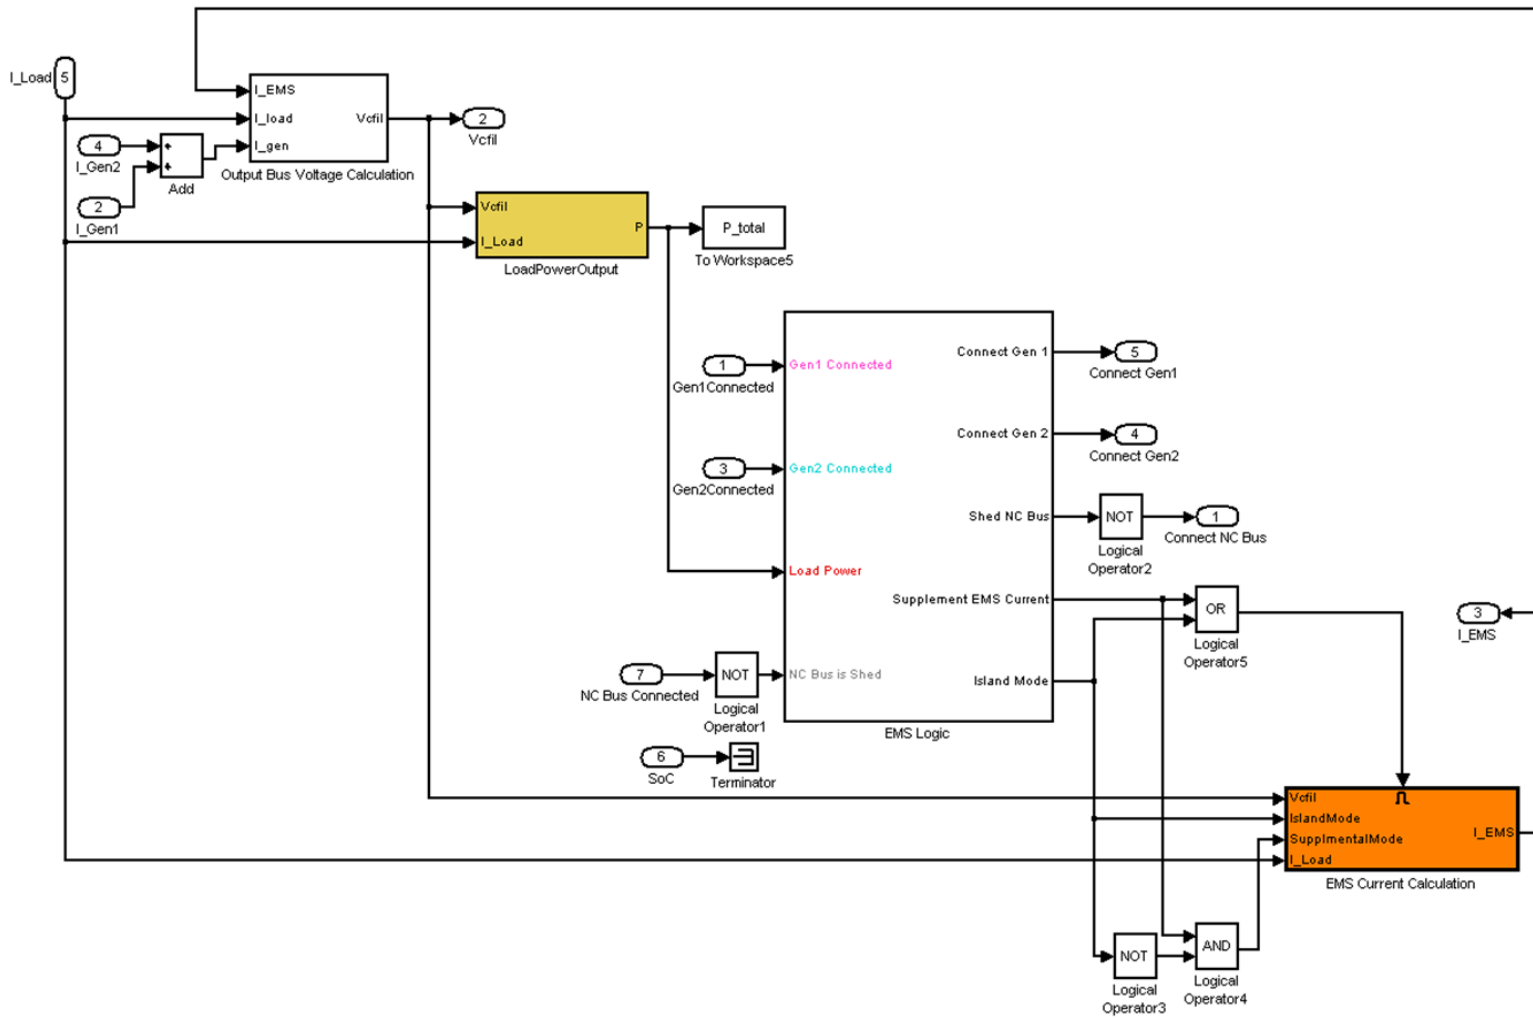 I_Load
5
I_EMS
I_load
I_gen
Vcfil
2
Vcfil
4
I_Gen2
+
+
Add
Output Bus Voltage Calculation
2
I_Gen1
Vcfil
I_Load
P
LoadPowerOutput
P_total
To Workspace5
1
Gen1Connected
Gen1 Connected
Connect Gen 1
5
Connect Gen1
3
Gen2Connected
Gen2 Connected
Connect Gen 2
4
Connect Gen2
Shed NC Bus
NOT
Logical
Operator2
1
Connect NC Bus
Load Power
Supplement EMS Current
OR
Logical
Operator5
3
I_EMS
7
NC Bus Connected
NOT
Logical
Operator1
NC Bus is Shed
Island Mode
EMS Logic
6
SoC
Terminator
Vcfil
IslandMode
SupplmentalMode
I_Load
I_EMS
EMS Current Calculation
NOT
Logical
Operator3
AND
Logical
Operator4